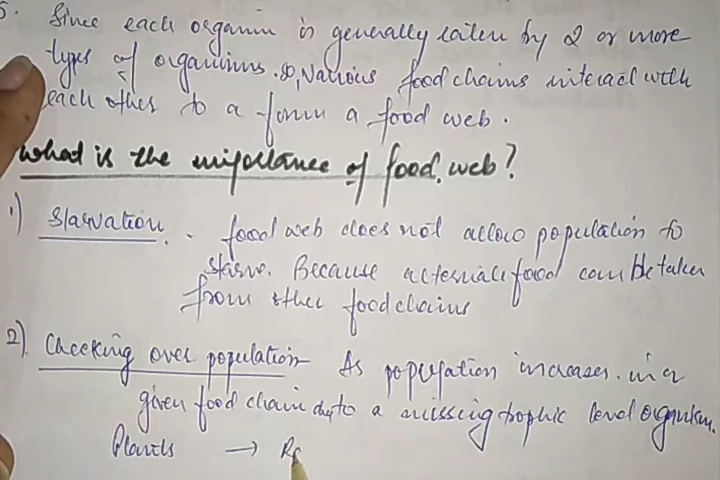 5. Since each organism is generally eaten by 2 or more
types of organisms. so, Various food chains interact with
each other to a form a food web.
What is the importance of food web?
1) Starvation - food web does not allow population to
starve. Because alternate food can be taken
from other food chains
2) Checking over population As population increases in a
given food chain due to a missing trophic level organism.
Plants → R